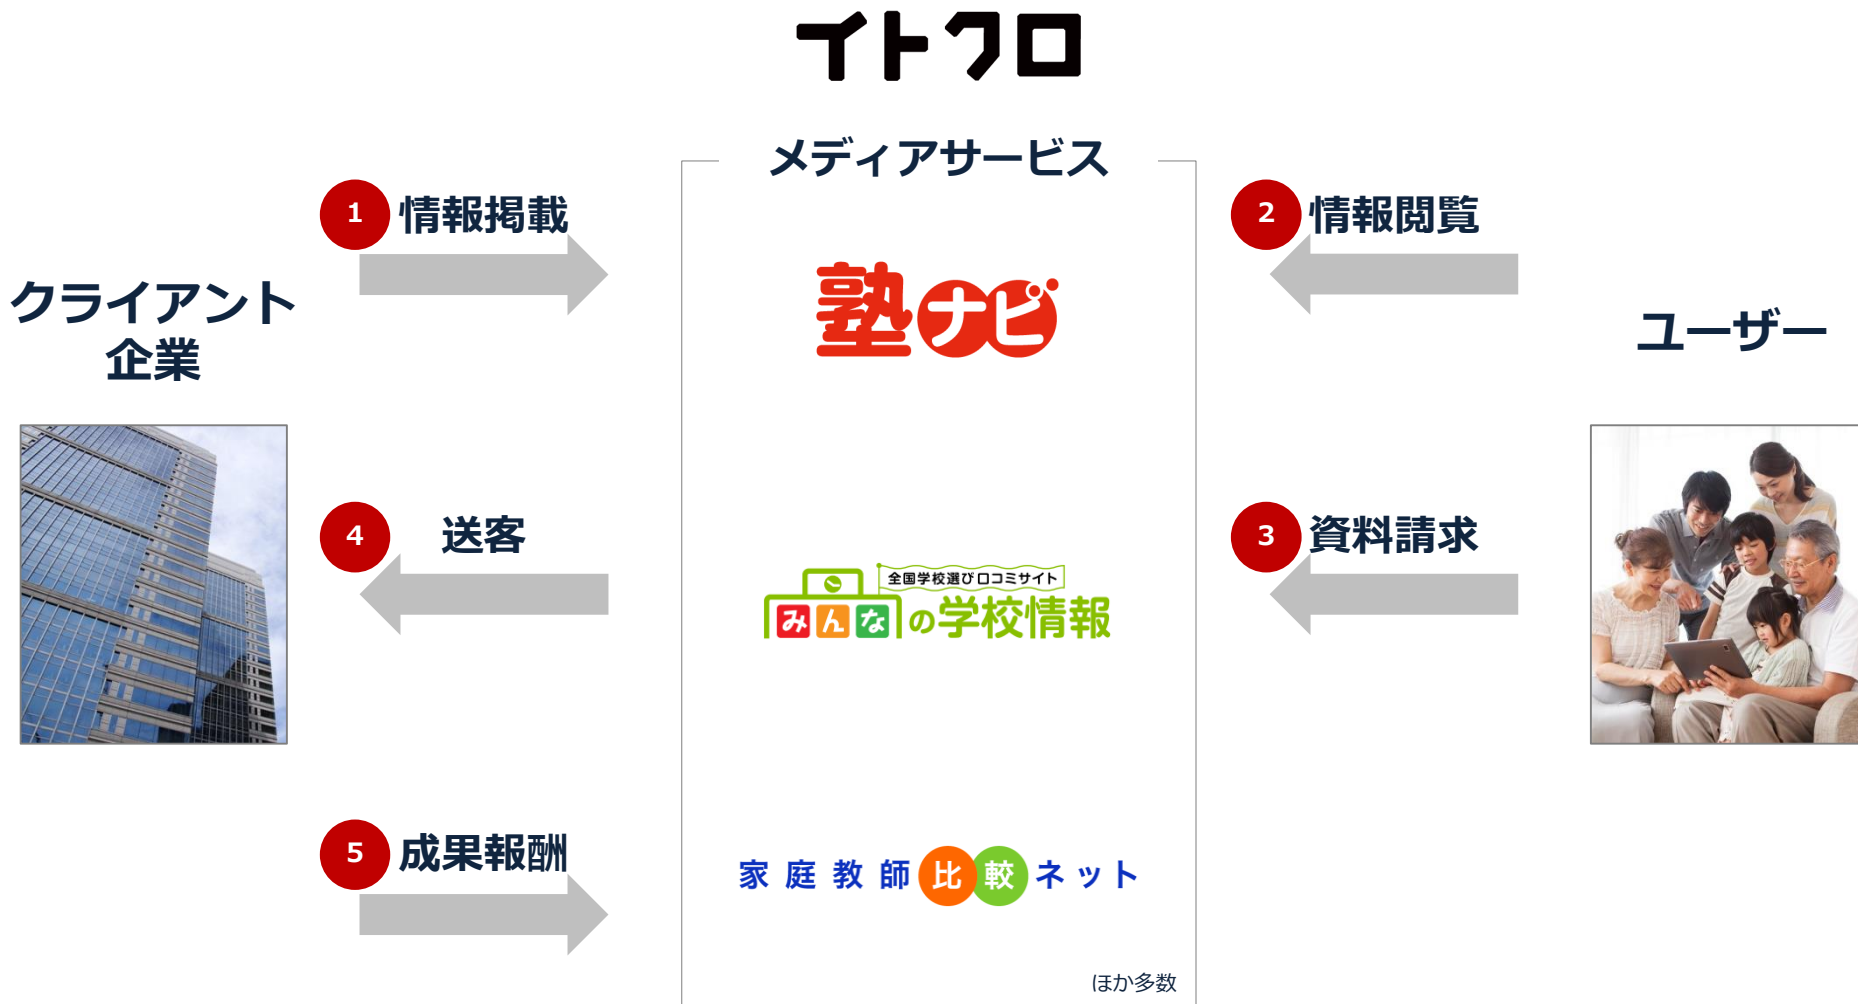 イトクロ
メディアサービス
1 情報掲載
2 情報閲覧
塾ナビ
クライアント
企業
ユーザー
4 送客
3 資料請求
全国学校選び口コミサイト
みんなの学校情報
5 成果報酬
家庭教師比較ネット
ほか多数